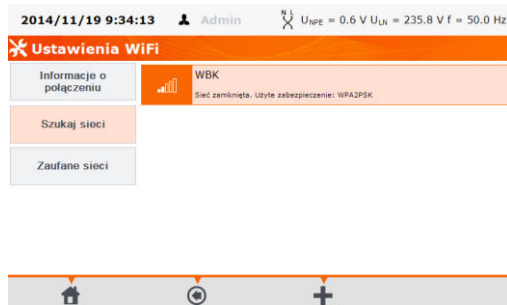 2014/11/19 9:34:13 Admin N L UNPE = 0.6 V ULN = 235.8 V f = 50.0 Hz
Ustawienia WiFi
Informacje o
połączeniu
WBK
Sieć zamknięta. Użyte zabezpieczenie: WPA2PSK
Szukaj sieci
Zaufane sieci